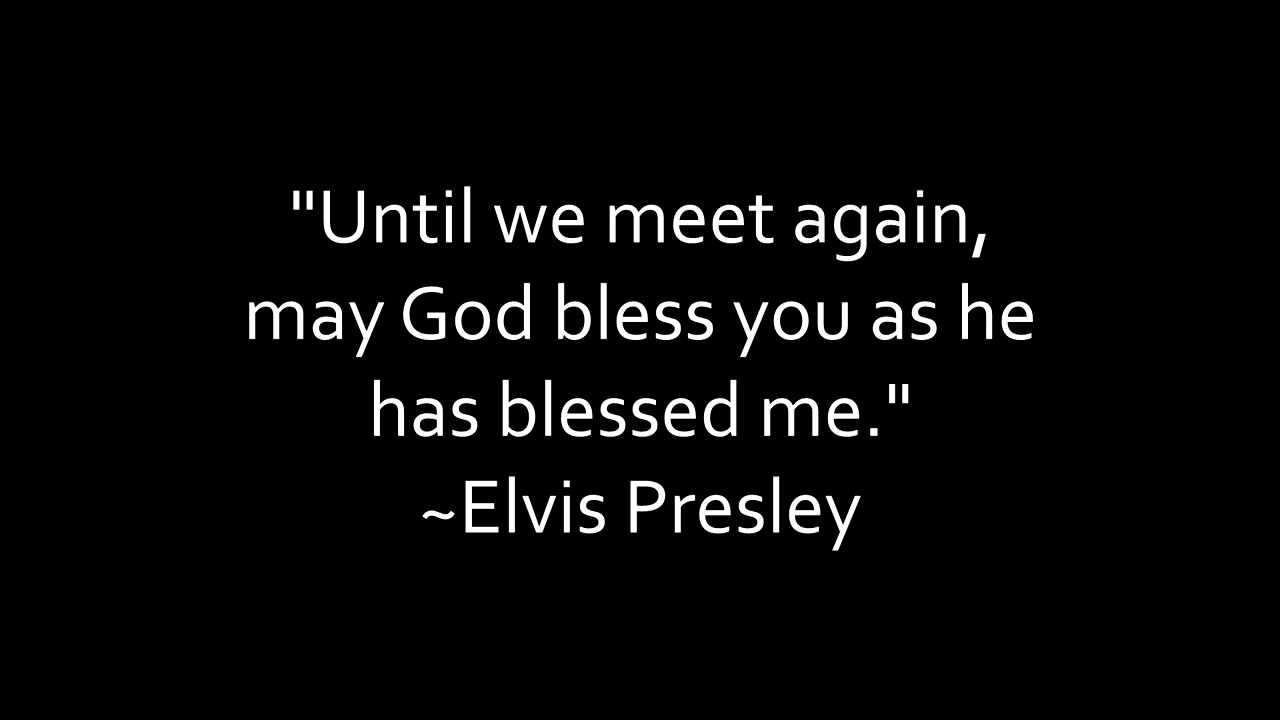 "Until we meet again,
may God bless you as he
has blessed me."
~Elvis Presley